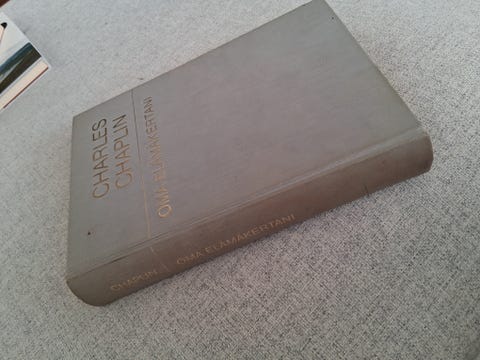 CHARLES
CHAPLIN
OMA ELÄMÄKERTANI
CHAPLIN OMA ELÄMÄKERTANI